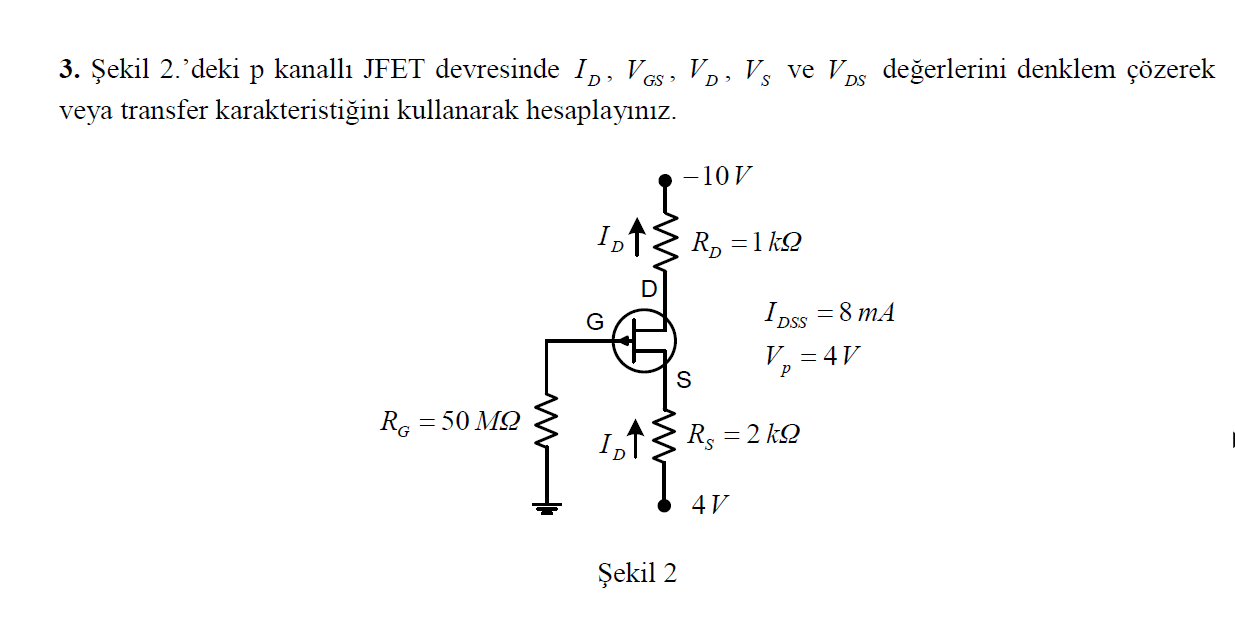 3. Şekil 2.'deki p kanallı JFET devresinde I_D, V_GS, V_D, V_S ve V_DS değerlerini denklem çözerek
veya transfer karakteristiğini kullanarak hesaplayınız.
−10 V
I_D
R_D = 1 kΩ
D
G
I_DSS = 8 mA
V_p = 4 V
S
R_G = 50 MΩ
I_D
R_S = 2 kΩ
4 V
Şekil 2